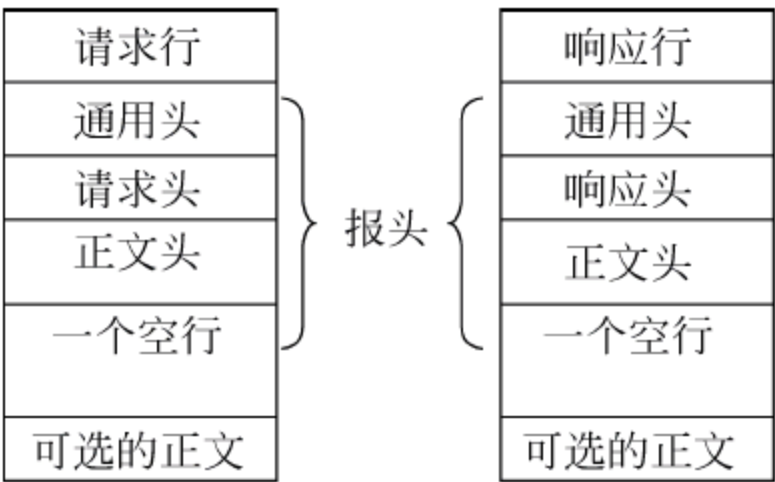 请求行
通用头
请求头
正文头
一个空行
可选的正文
报头
响应行
通用头
响应头
正文头
一个空行
可选的正文